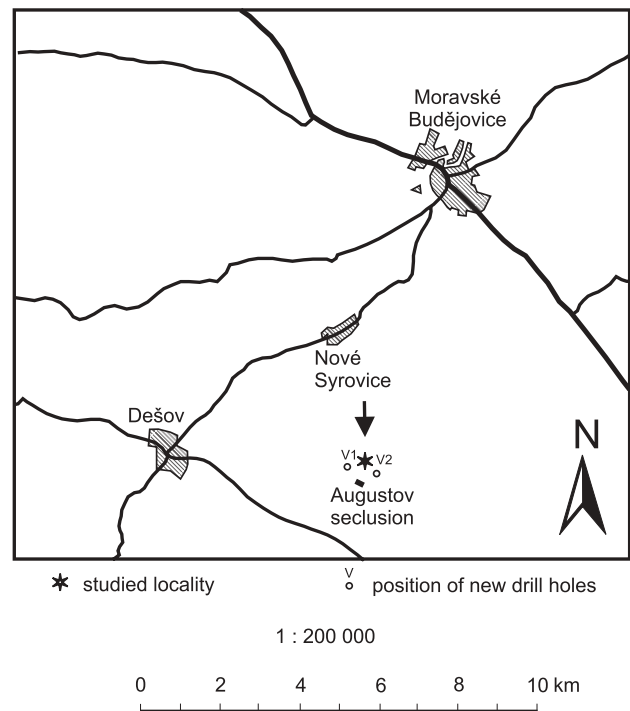 Moravské
Budějovice
Nové
Syrovice
Dešov
V1
V2
Augustov
seclusion
N
studied locality
V
position of new drill holes
1 : 200 000
0 2 4 6 8 10 km